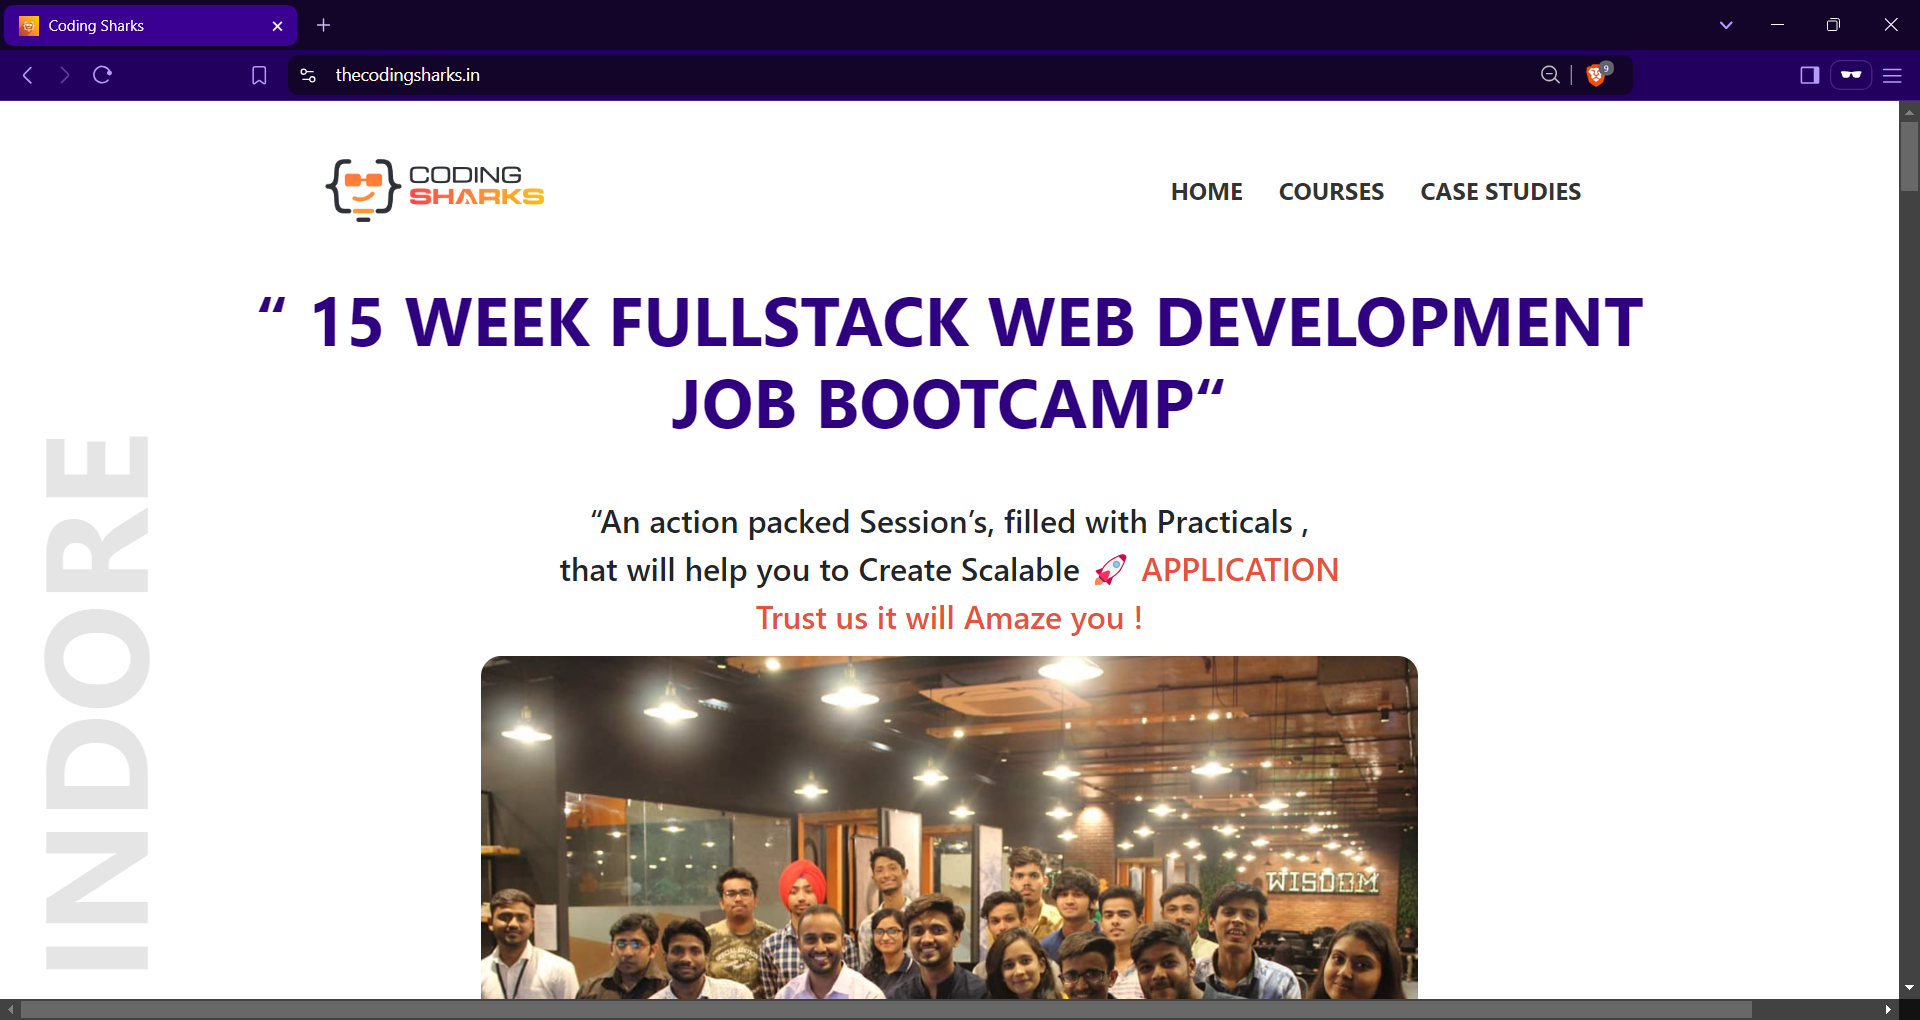 Coding Sharks
thecodingsharks.in
9
CODING
SHARKS
HOME COURSES CASE STUDIES
“ 15 WEEK FULLSTACK WEB DEVELOPMENT
JOB BOOTCAMP“
INDORE
“An action packed Session’s, filled with Practicals ,
that will help you to Create Scalable 🚀 APPLICATION
Trust us it will Amaze you !
WISDOM